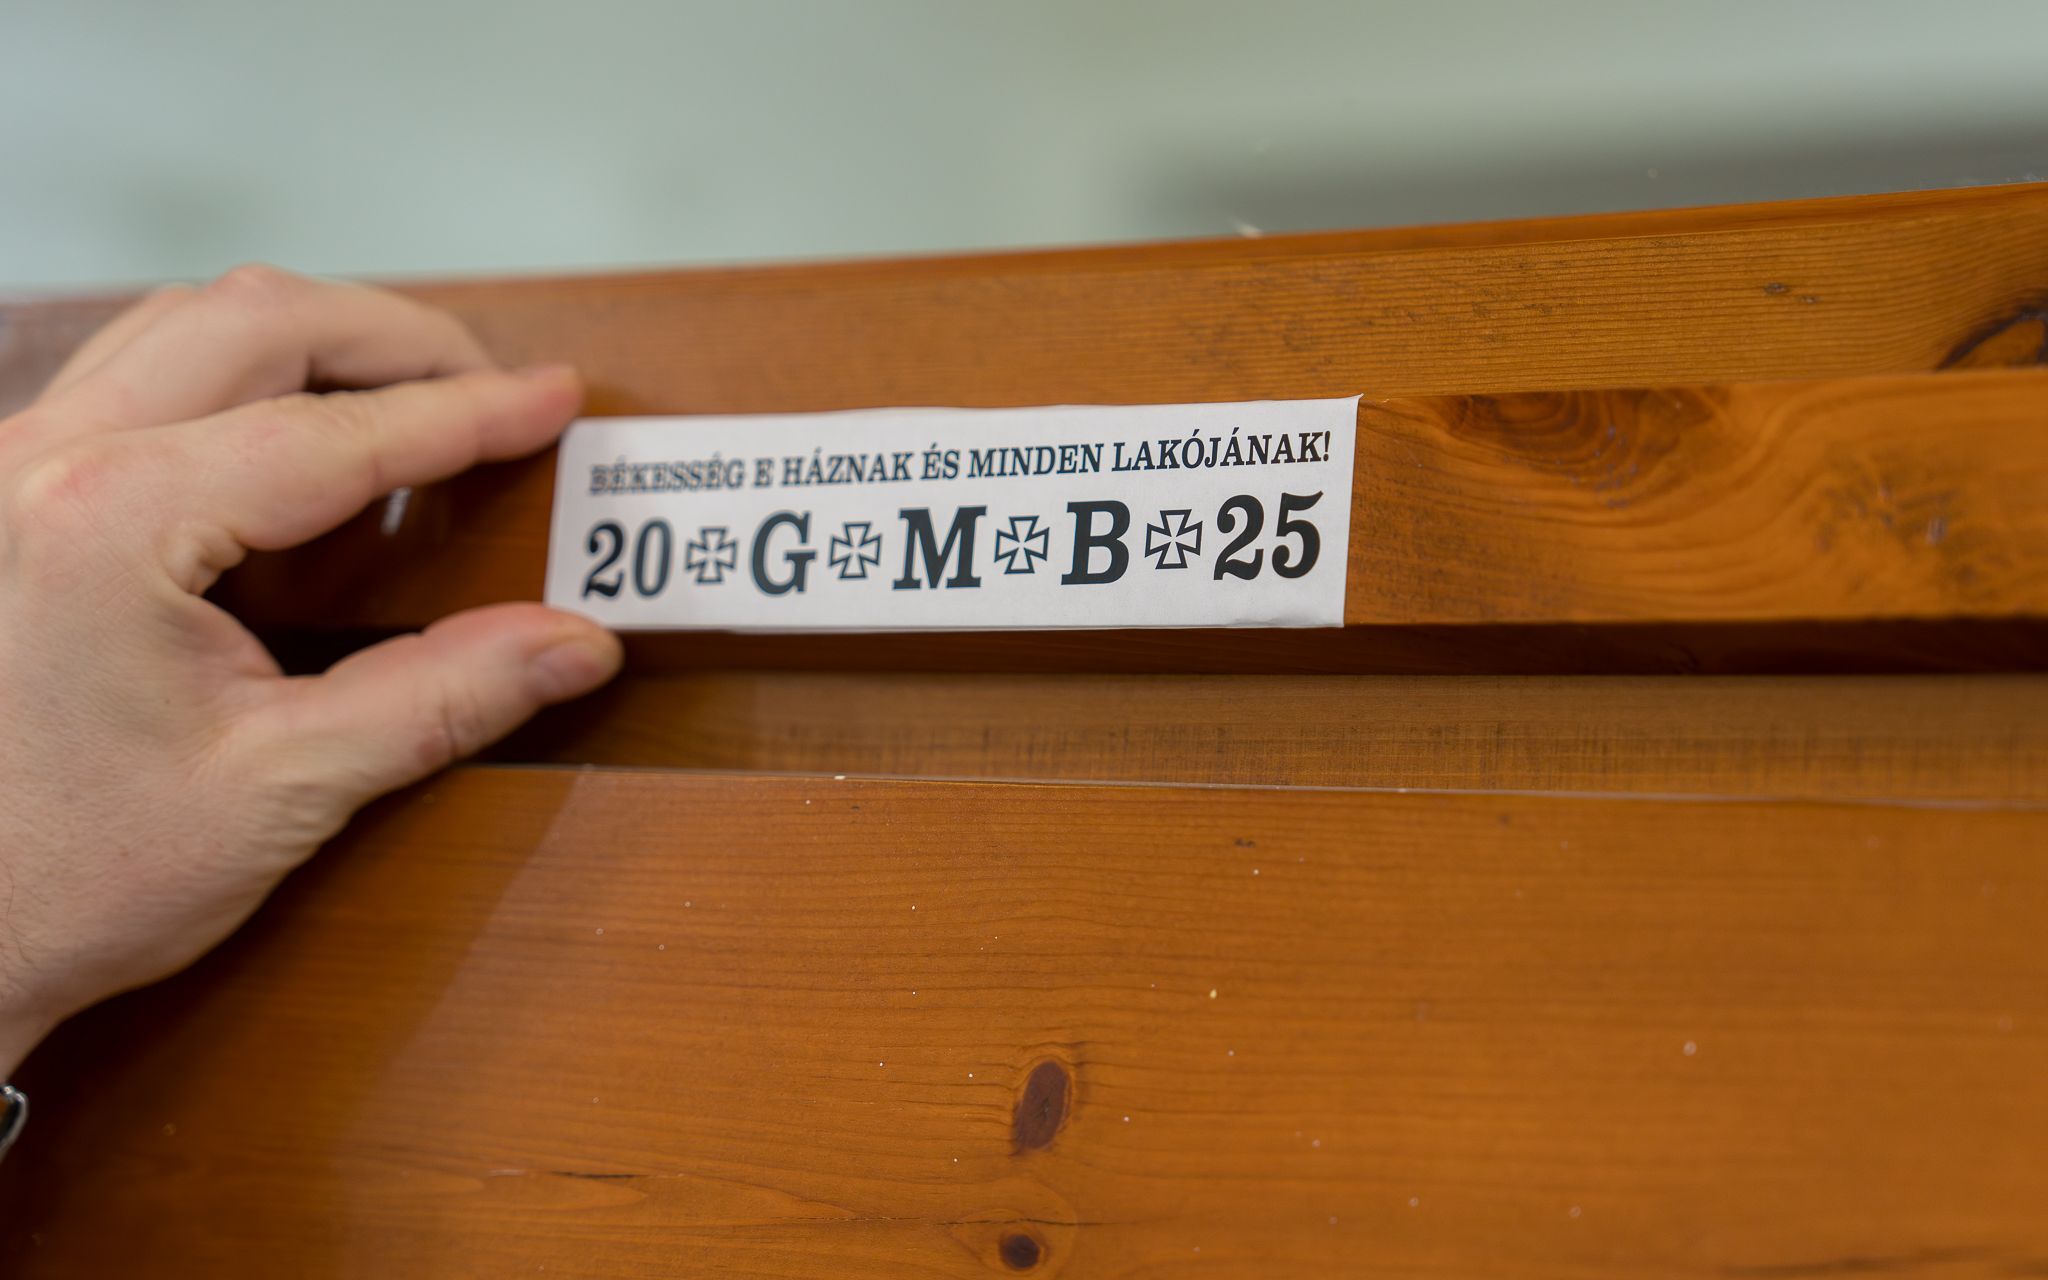 BÉKESSÉG E HÁZNAK ÉS MINDEN LAKÓJÁNAK!
20✠G✠M✠B✠25